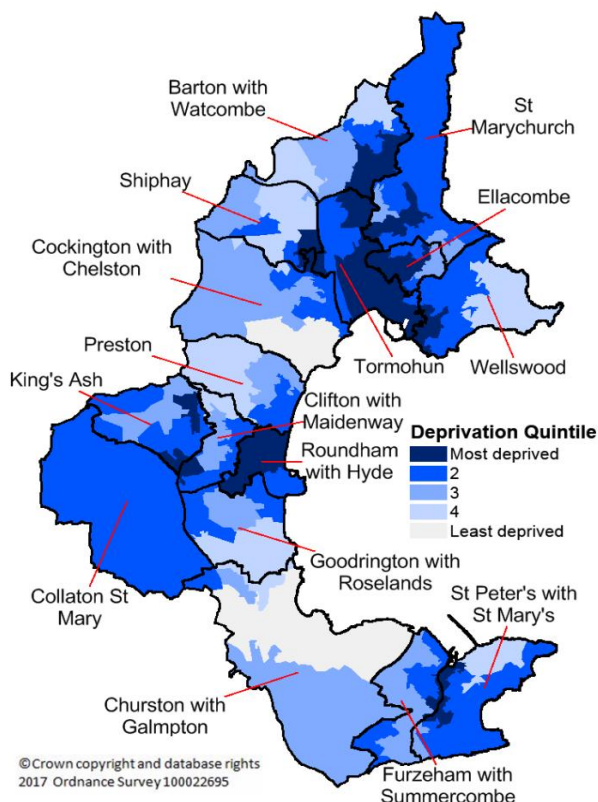 Barton with
Watcombe
St
Marychurch
Shiphay
Ellacombe
Cockington with
Chelston
Preston
Tormohun
Wellswood
King's Ash
Clifton with
Maidenway
Roundham
with Hyde
Deprivation Quintile
Most deprived
2
3
4
Least deprived
Goodrington with
Roselands
Collaton St
Mary
St Peter's with
St Mary's
Churston with
Galmpton
Furzeham with
Summercombe
©Crown copyright and database rights
2017 Ordnance Survey 100022695